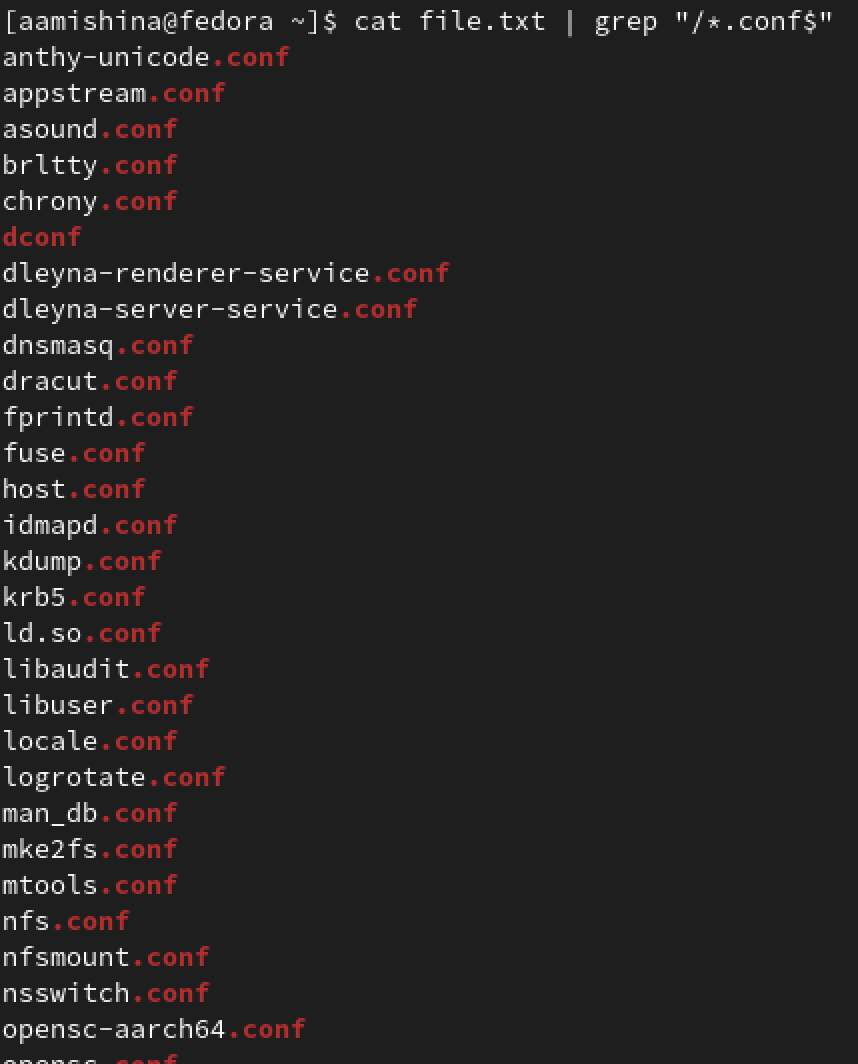 [aamishina@fedora ~]$ cat file.txt | grep "/*.conf$"
anthy-unicode.conf
appstream.conf
asound.conf
brltty.conf
chrony.conf
dconf
dleyna-renderer-service.conf
dleyna-server-service.conf
dnsmasq.conf
dracut.conf
fprintd.conf
fuse.conf
host.conf
idmapd.conf
kdump.conf
krb5.conf
ld.so.conf
libaudit.conf
libuser.conf
locale.conf
logrotate.conf
man_db.conf
mke2fs.conf
mtools.conf
nfs.conf
nfsmount.conf
nsswitch.conf
opensc-aarch64.conf
opensc.conf